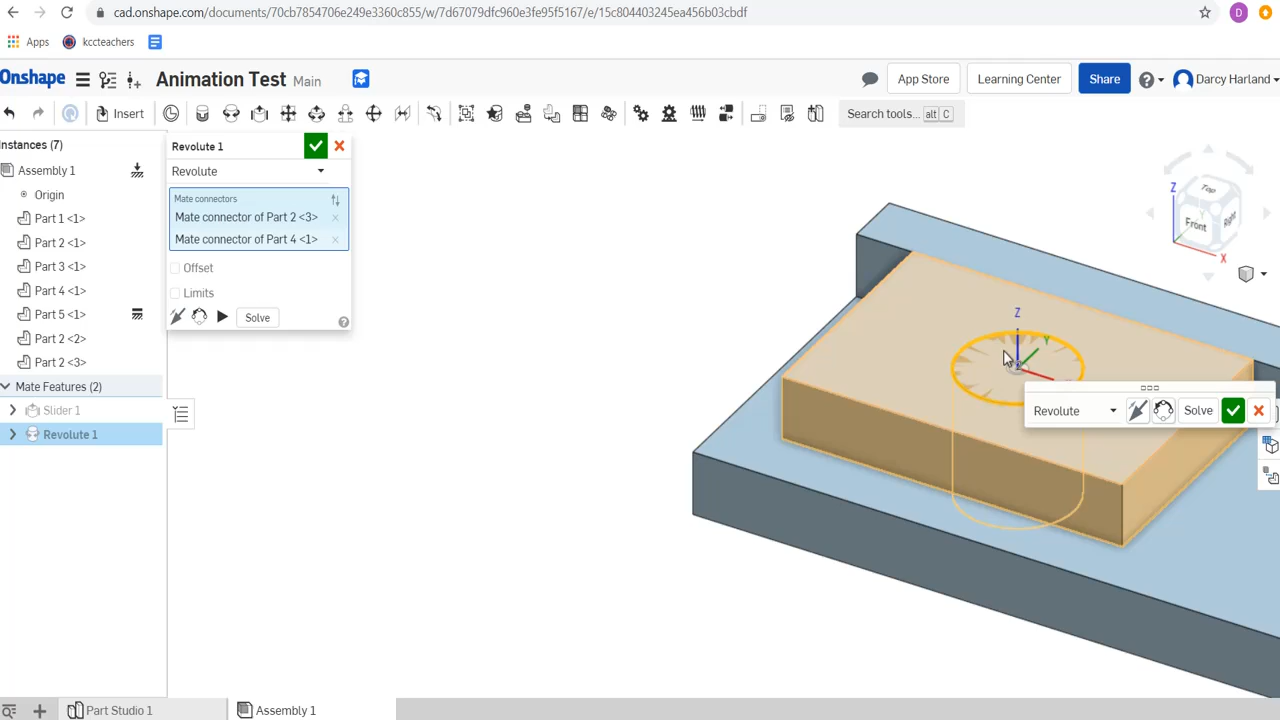 cad.onshape.com/documents/70cb7854706e249e3360c855/w/7d67079dfc960e3fe95f5167/e/15c804403245ea456b03cbdf
D
Apps kccteachers
Onshape Animation Test Main App Store Learning Center Share Darcy Harland
Insert Search tools... alt C
Instances (7)
Assembly 1
Origin
Part 1 <1>
Part 2 <1>
Part 3 <1>
Part 4 <1>
Part 5 <1>
Part 2 <2>
Part 2 <3>
Mate Features (2)
Slider 1
Revolute 1
Revolute 1
Revolute
Mate connectors
Mate connector of Part 2 <3>
Mate connector of Part 4 <1>
Offset
Limits
Solve
Z
Top
Front
Right
X
Z
Y
Revolute Solve
Part Studio 1 Assembly 1